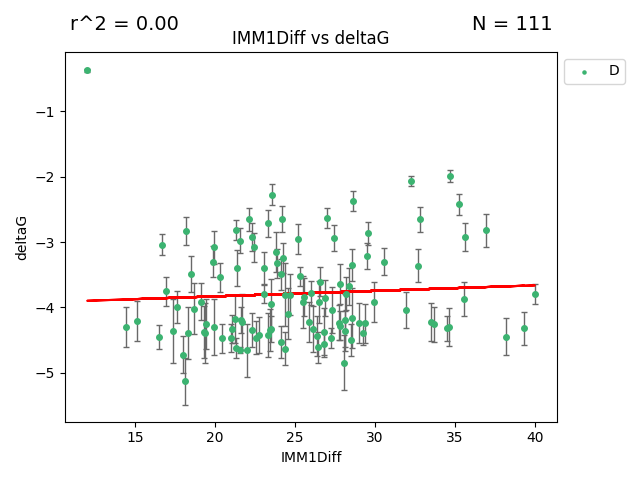 r^2 = 0.00
N = 111
IMM1Diff vs deltaG
D
deltaG
−1
−2
−3
−4
−5
15 20 25 30 35 40
IMM1Diff